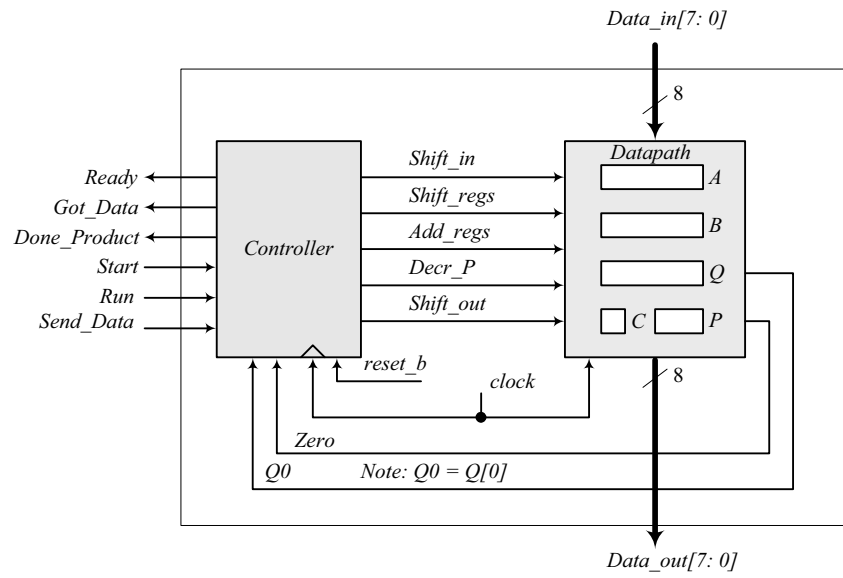 Data_in[7: 0]
8
Datapath
Shift_in
Ready
A
Shift_regs
Got_Data
B
Add_regs
Done_Product
Controller
Start
Decr_P
Q
Run
Shift_out
Send_Data
C
P
reset_b
clock
8
Zero
Q0
Note: Q0 = Q[0]
Data_out[7: 0]